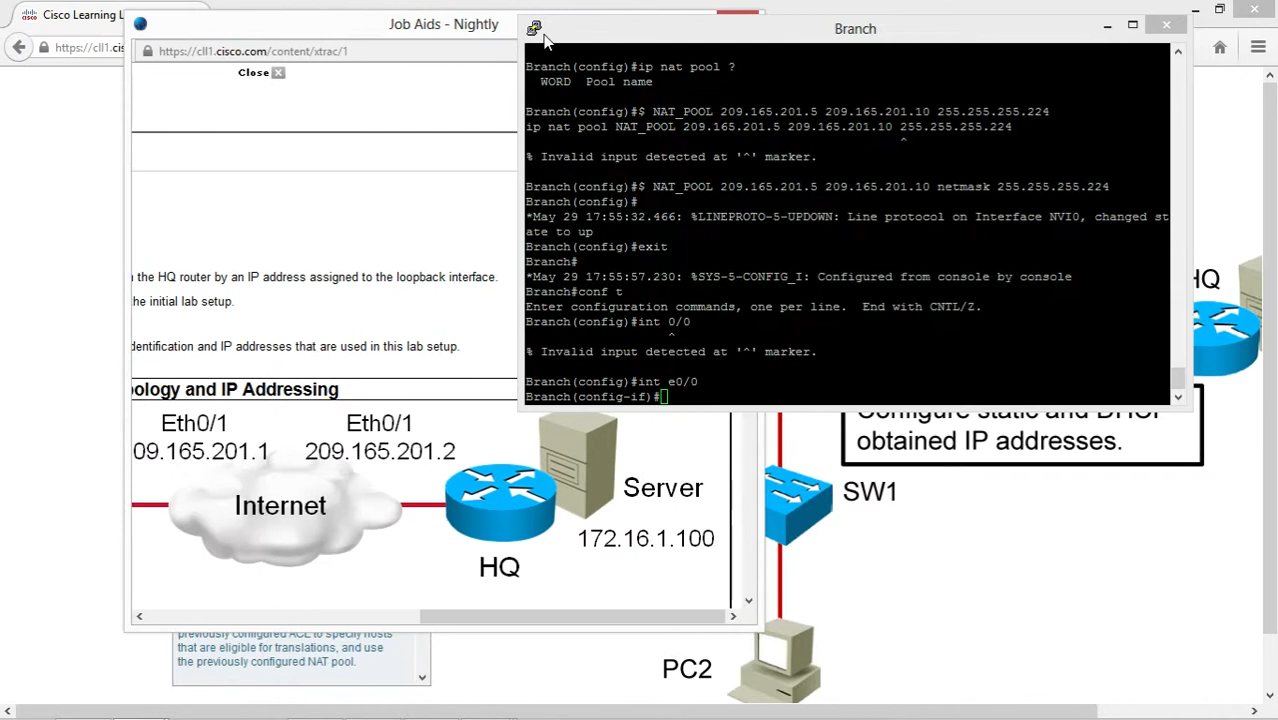 Cisco Learning L
https://cll1.cis
Job Aids - Nightly
https://cll1.cisco.com/content/xtrac/1
Close
n the HQ router by an IP address assigned to the loopback interface.
the initial lab setup.
dentification and IP addresses that are used in this lab setup.
pology and IP Addressing
Eth0/1
Eth0/1
09.165.201.1
209.165.201.2
Internet
Server
172.16.1.100
HQ
Branch
Branch(config)#ip nat pool ?
WORD  Pool name
Branch(config)#$ NAT_POOL 209.165.201.5 209.165.201.10 255.255.255.224
ip nat pool NAT_POOL 209.165.201.5 209.165.201.10 255.255.255.224
^
% Invalid input detected at '^' marker.
Branch(config)#$ NAT_POOL 209.165.201.5 209.165.201.10 netmask 255.255.255.224
Branch(config)#
*May 29 17:55:32.466: %LINEPROTO-5-UPDOWN: Line protocol on Interface NVI0, changed st
ate to up
Branch(config)#exit
Branch#
*May 29 17:55:57.230: %SYS-5-CONFIG_I: Configured from console by console
Branch#conf t
Enter configuration commands, one per line.  End with CNTL/Z.
Branch(config)#int 0/0
^
% Invalid input detected at '^' marker.
Branch(config)#int e0/0
Branch(config-if)#
HQ
Configure static and DHCP
obtained IP addresses.
SW1
PC2
previously configured ACL to specify hosts
that are eligible for translations, and use
the previously configured NAT pool.